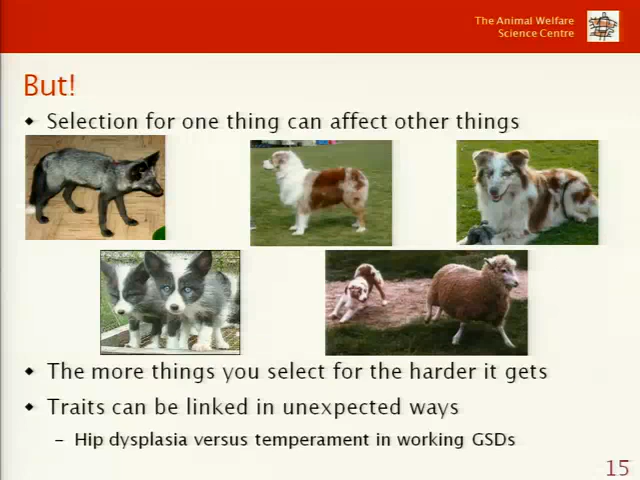 The Animal Welfare
Science Centre
But!
Selection for one thing can affect other things
The more things you select for the harder it gets
Traits can be linked in unexpected ways
– Hip dysplasia versus temperament in working GSDs
15